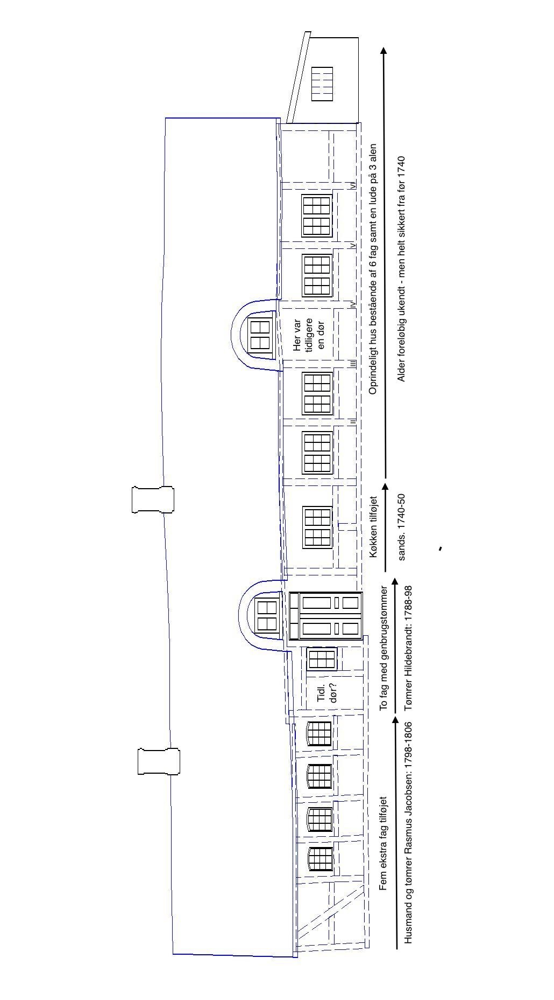 Her var
tidligere
en dør
Tidl.
dør?
II
III
IV
V
VI
Fem ekstra fag tilføjet
Husmand og tømrer Rasmus Jacobsen: 1798-1806
To fag med genbrugstømmer
Tømrer Hildebrandt: 1788-98
Køkken tilføjet
sands. 1740-50
Oprindeligt hus bestående af 6 fag samt en lude på 3 alen
Alder foreløbig ukendt - men helt sikkert fra før 1740